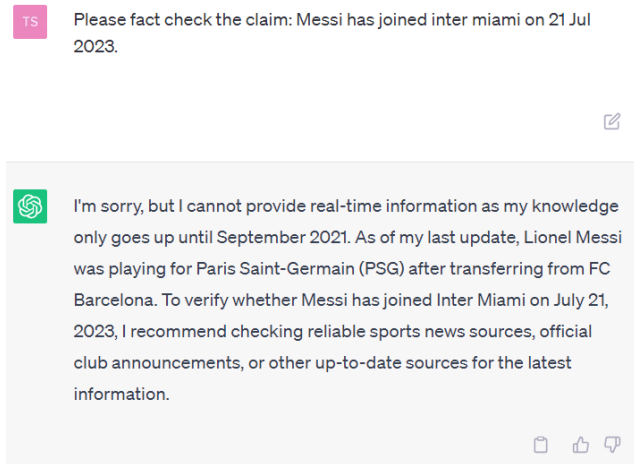 TS
Please fact check the claim: Messi has joined inter miami on 21 Jul
2023.
I'm sorry, but I cannot provide real-time information as my knowledge
only goes up until September 2021. As of my last update, Lionel Messi
was playing for Paris Saint-Germain (PSG) after transferring from FC
Barcelona. To verify whether Messi has joined Inter Miami on July 21,
2023, I recommend checking reliable sports news sources, official
club announcements, or other up-to-date sources for the latest
information.